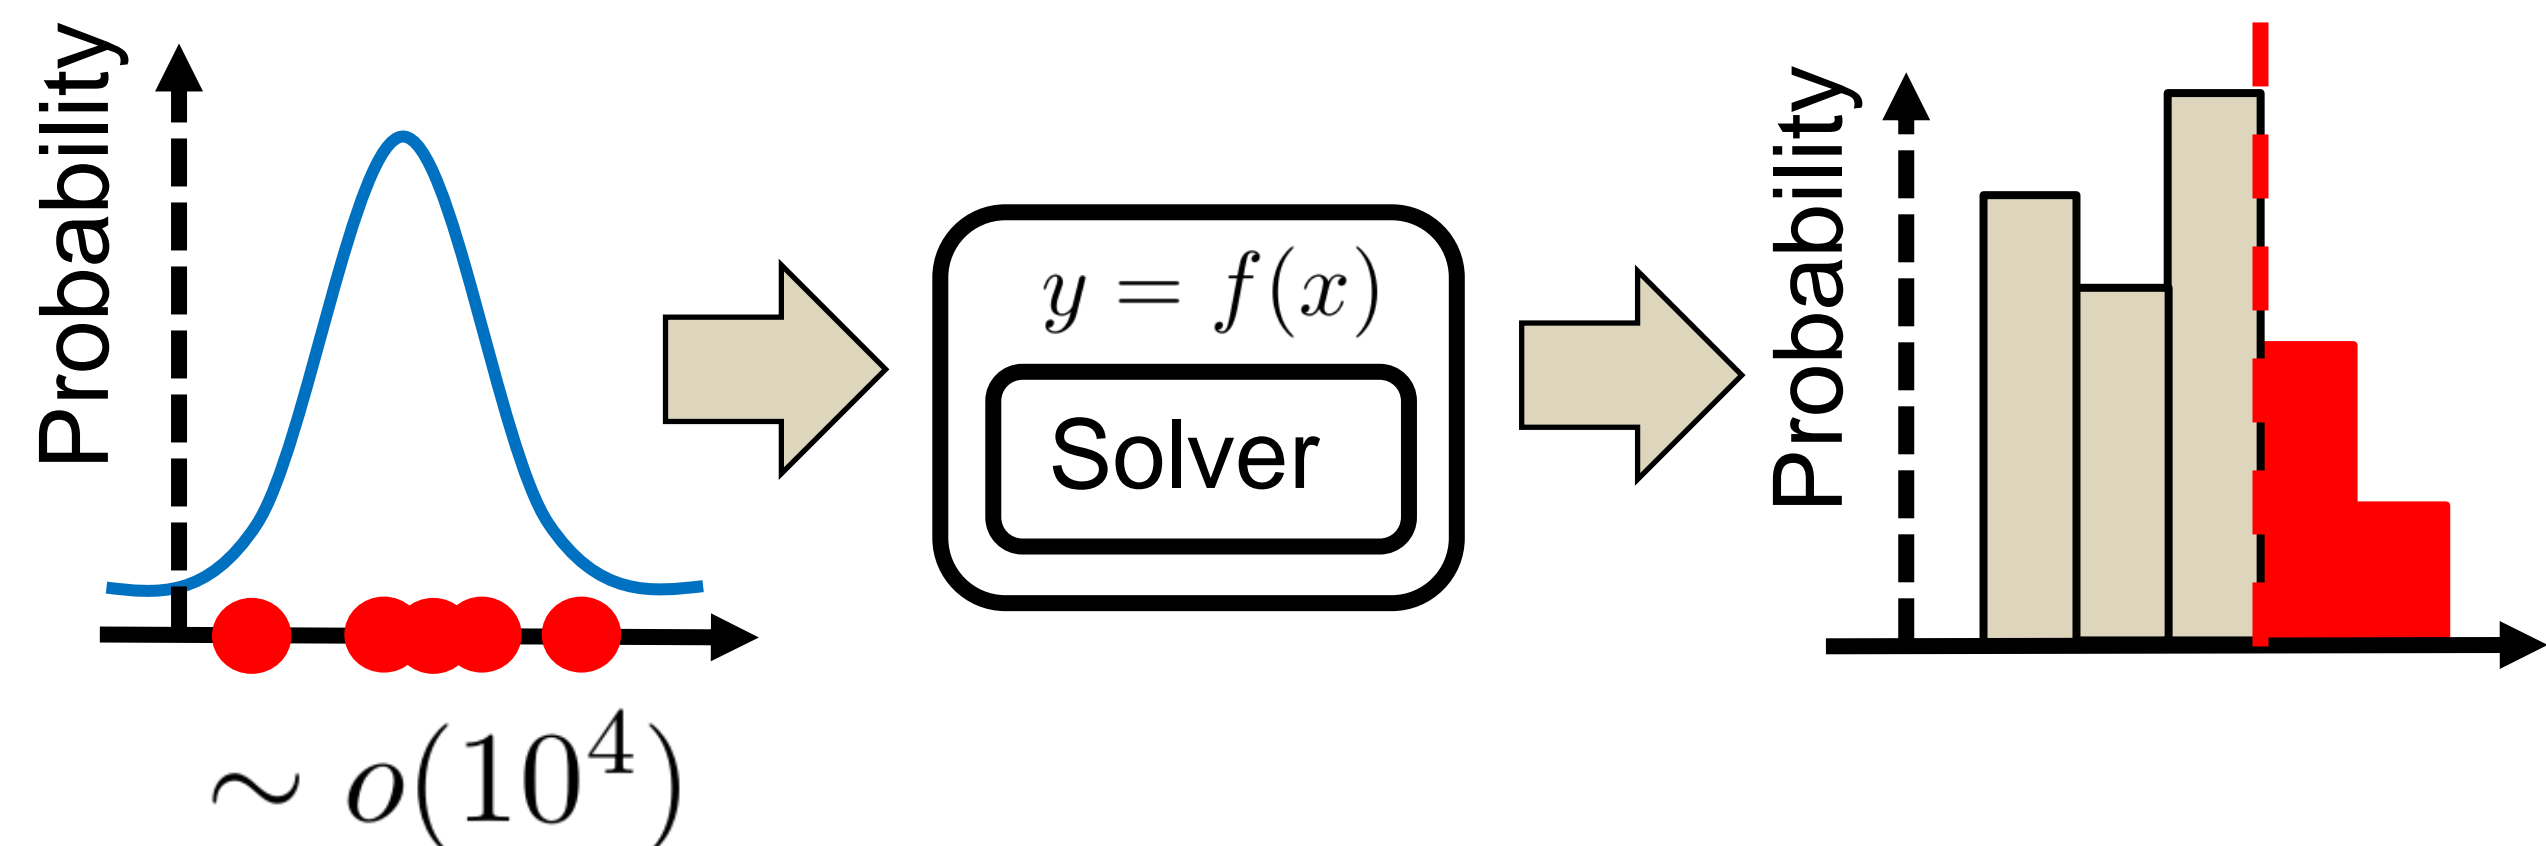 Probability
∼ o(10⁴)
y = f(x)
Solver
Probability